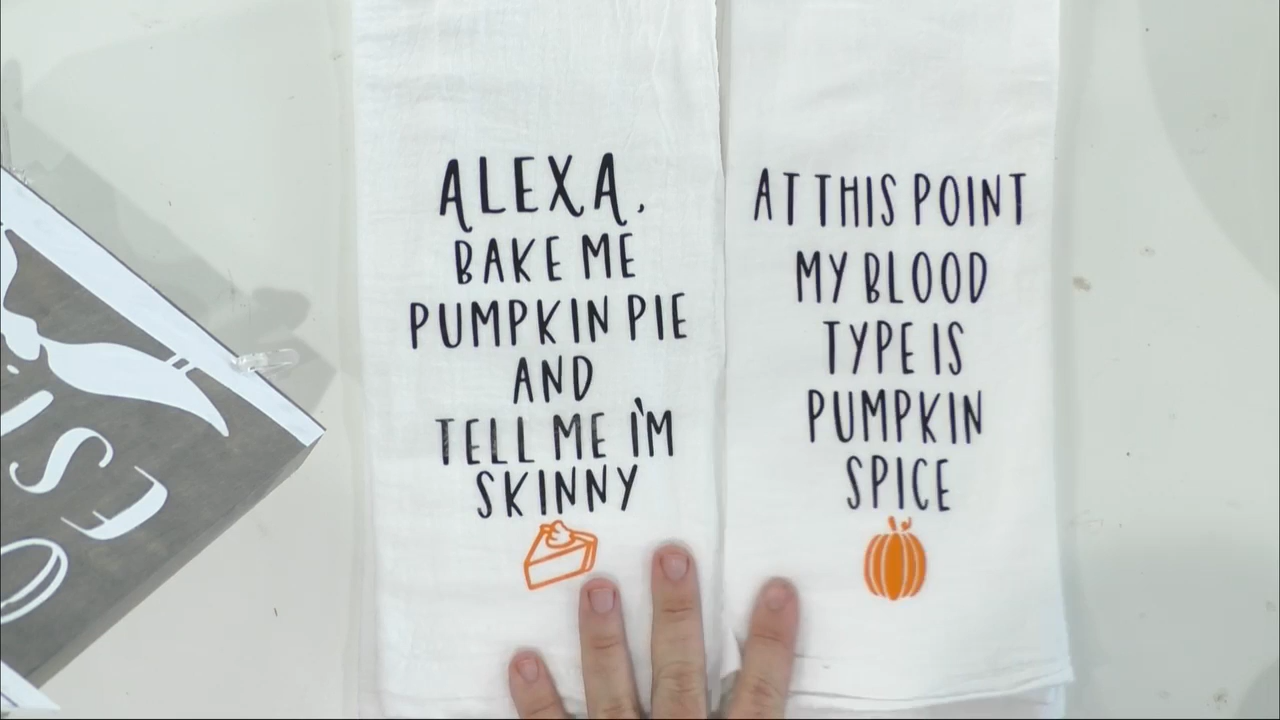 ALEXA,
BAKE ME
PUMPKIN PIE
AND
TELL ME I'M
SKINNY
AT THIS POINT
MY BLOOD
TYPE IS
PUMPKIN
SPICE